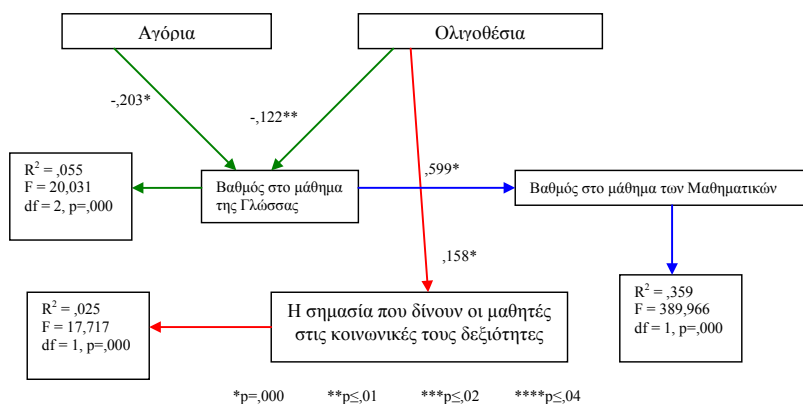 Αγόρια
Ολιγοθέσια
-,203*
-,122**
R² = ,055
F = 20,031
df = 2, p=,000
Βαθμός στο μάθημα
της Γλώσσας
,599*
Βαθμός στο μάθημα των Μαθηματικών
,158*
R² = ,025
F = 17,717
df = 1, p=,000
Η σημασία που δίνουν οι μαθητές
στις κοινωνικές τους δεξιότητες
R² = ,359
F = 389,966
df = 1, p=,000
*p=,000 **p≤,01 ***p≤,02 ****p≤,04